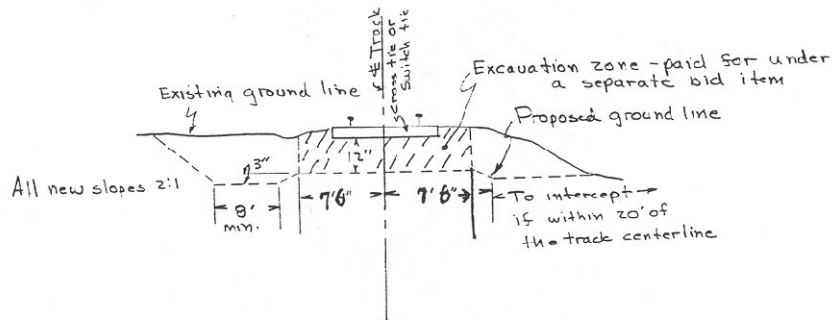 ℄ Track
cross tie or
switch tie
Excavation zone - paid for under
a separate bid item
Existing ground line
Proposed ground line
12"
3"
All new slopes 2:1
8'
min.
7'6"
7'6"
To intercept
if within 20' of
the track centerline